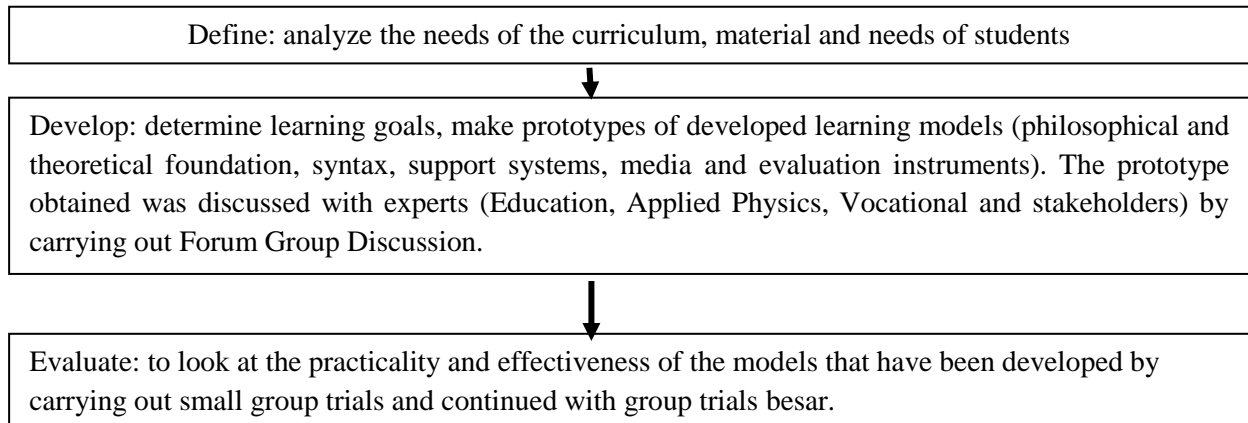 Define: analyze the needs of the curriculum, material and needs of students
Develop: determine learning goals, make prototypes of developed learning models (philosophical and
theoretical foundation, syntax, support systems, media and evaluation instruments). The prototype
obtained was discussed with experts (Education, Applied Physics, Vocational and stakeholders) by
carrying out Forum Group Discussion.
Evaluate: to look at the practicality and effectiveness of the models that have been developed by
carrying out small group trials and continued with group trials besar.